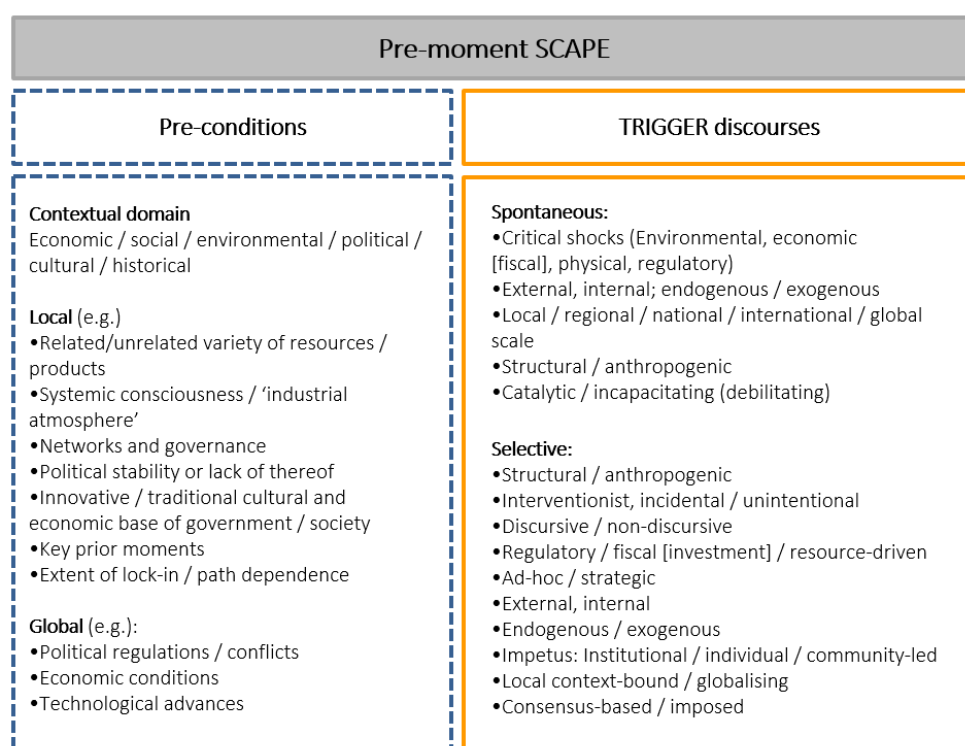 Pre-moment SCAPE
Pre-conditions
Contextual domain
Economic / social / environmental / political /
cultural / historical
Local (e.g.)
•Related/unrelated variety of resources /
products
•Systemic consciousness / ‘industrial
atmosphere’
•Networks and governance
•Political stability or lack of thereof
•Innovative / traditional cultural and
economic base of government / society
•Key prior moments
•Extent of lock-in / path dependence
Global (e.g.):
•Political regulations / conflicts
•Economic conditions
•Technological advances
TRIGGER discourses
Spontaneous:
•Critical shocks (Environmental, economic
[fiscal], physical, regulatory)
•External, internal; endogenous / exogenous
•Local / regional / national / international / global
scale
•Structural / anthropogenic
•Catalytic / incapacitating (debilitating)
Selective:
•Structural / anthropogenic
•Interventionist, incidental / unintentional
•Discursive / non-discursive
•Regulatory / fiscal [investment] / resource-driven
•Ad-hoc / strategic
•External, internal
•Endogenous / exogenous
•Impetus: Institutional / individual / community-led
•Local context-bound / globalising
•Consensus-based / imposed